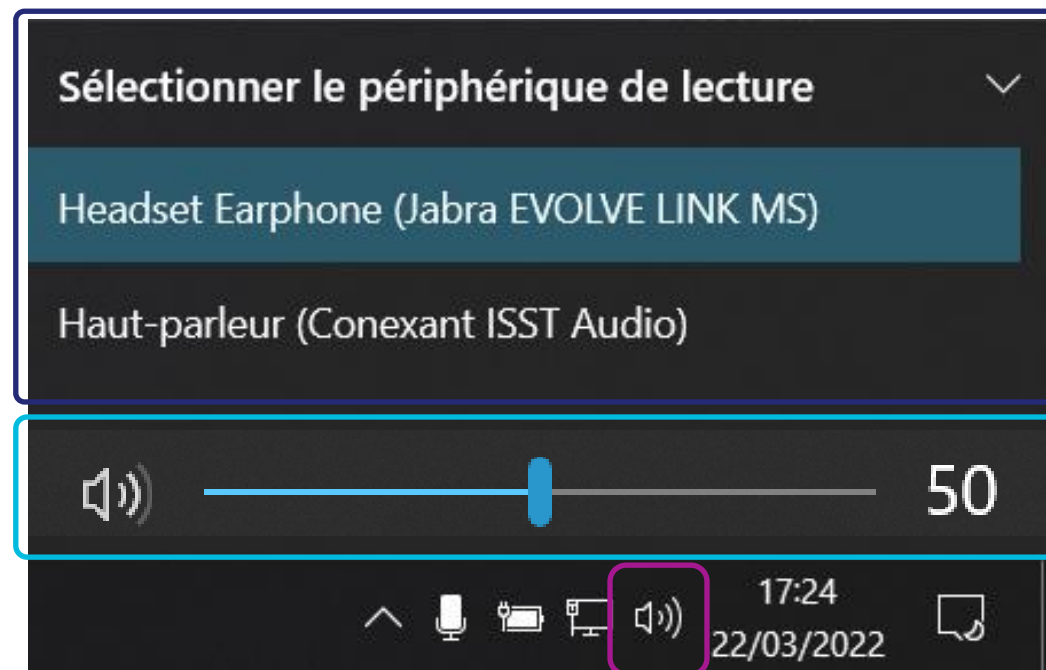 Sélectionner le périphérique de lecture
Headset Earphone (Jabra EVOLVE LINK MS)
Haut-parleur (Conexant ISST Audio)
50
17:24
22/03/2022